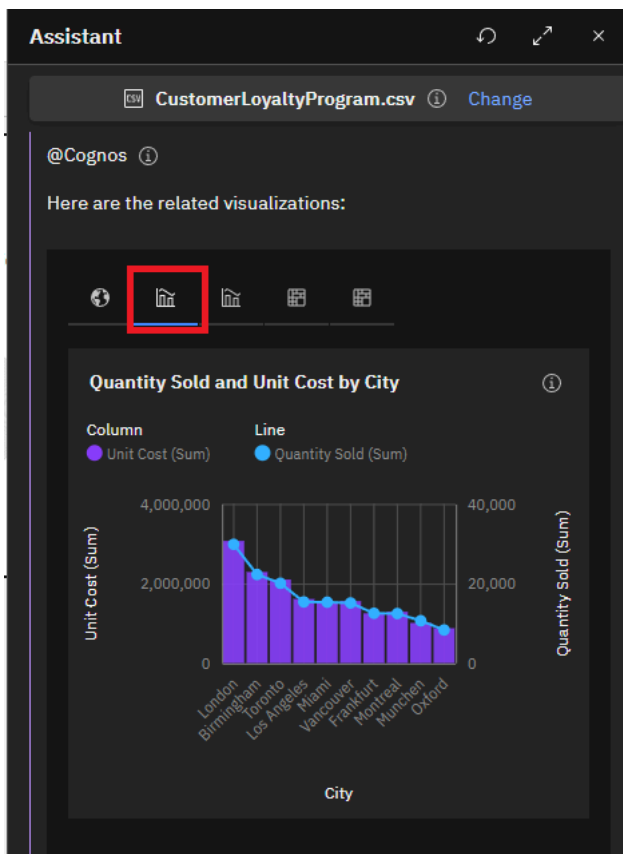 Assistant
CSV CustomerLoyaltyProgram.csv Change
@Cognos
Here are the related visualizations:
Quantity Sold and Unit Cost by City
Column Line
Unit Cost (Sum) Quantity Sold (Sum)
4,000,000 40,000
2,000,000 20,000
0 0
Unit Cost (Sum)
Quantity Sold (Sum)
London
Birmingham
Toronto
Los Angeles
Miami
Vancouver
Frankfurt
Montreal
Munchen
Oxford
City